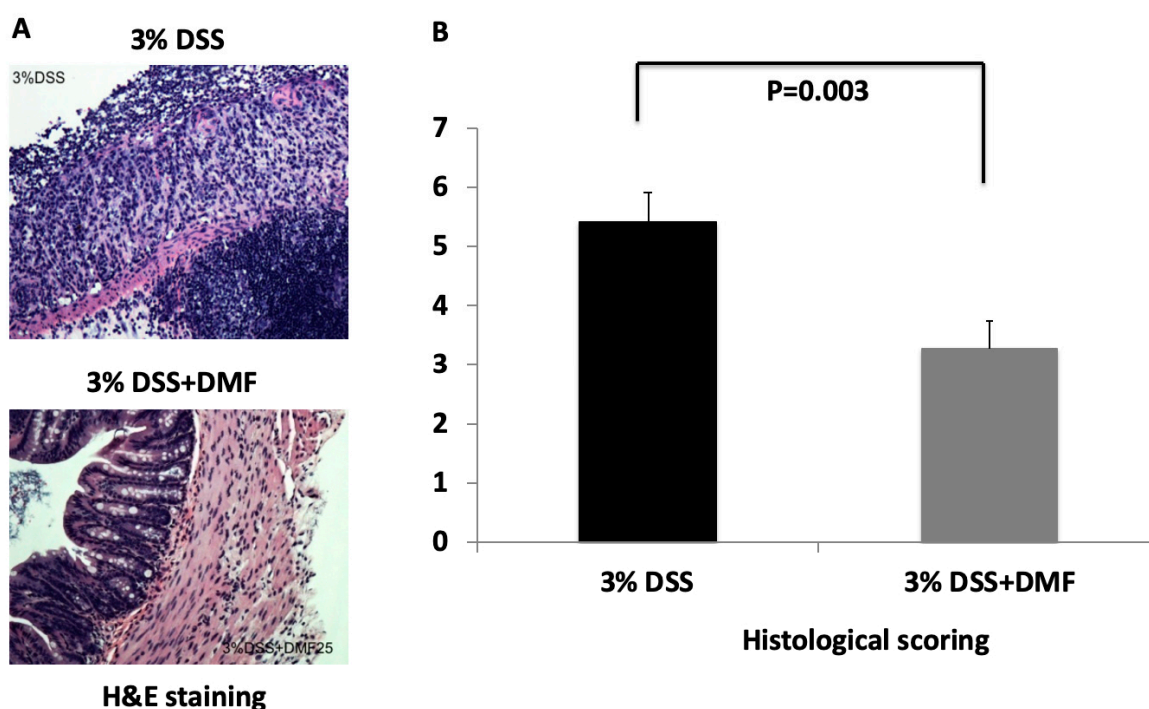 A
3% DSS
3%DSS
3% DSS+DMF
3%DSS+DMF25
H&E staining
B
P=0.003
7
6
5
4
3
2
1
0
3% DSS
3% DSS+DMF
Histological scoring